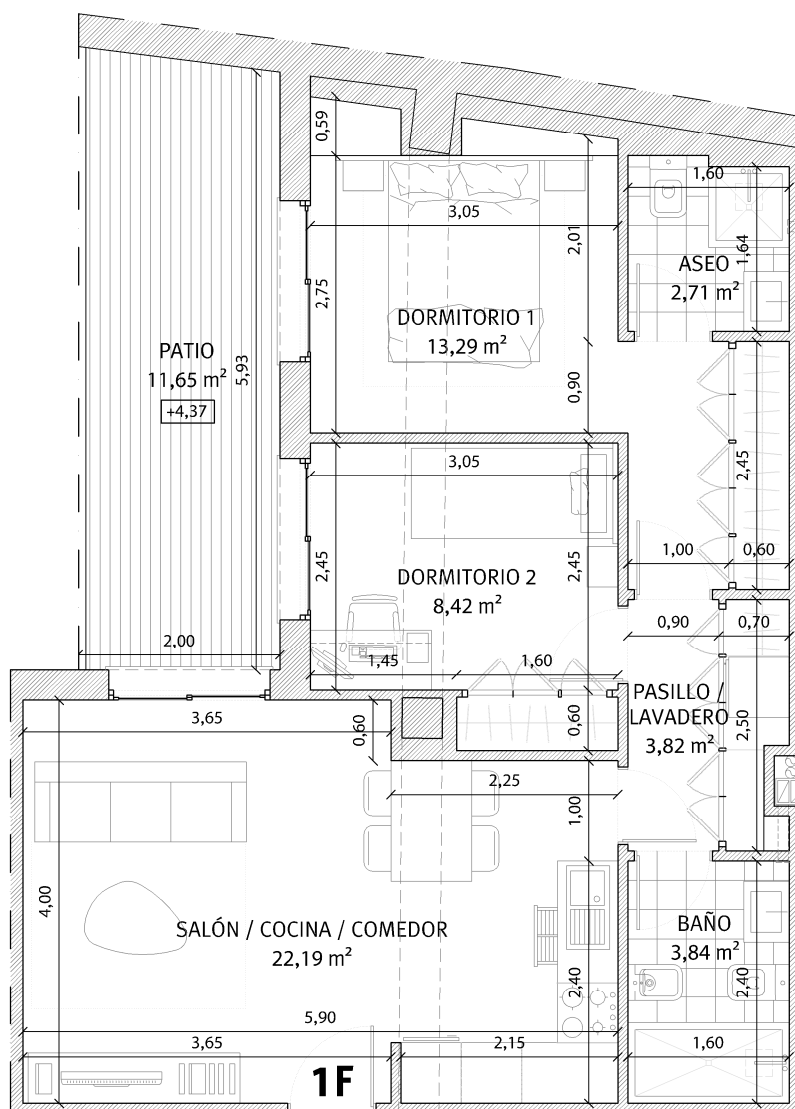 0,59
1,60
3,05
2,01
1,64
ASEO
2,71 m²
2,75
DORMITORIO 1
13,29 m²
PATIO
11,65 m²
5,93
+4,37
0,90
3,05
2,45
1,00
0,60
2,45
2,45
DORMITORIO 2
8,42 m²
0,90
0,70
2,00
1,45
1,60
PASILLO /
LAVADERO
3,82 m²
2,50
3,65
0,60
0,60
2,25
1,00
4,00
SALÓN / COCINA / COMEDOR
22,19 m²
BAÑO
3,84 m²
2,40
2,40
5,90
3,65
2,15
1,60
1F